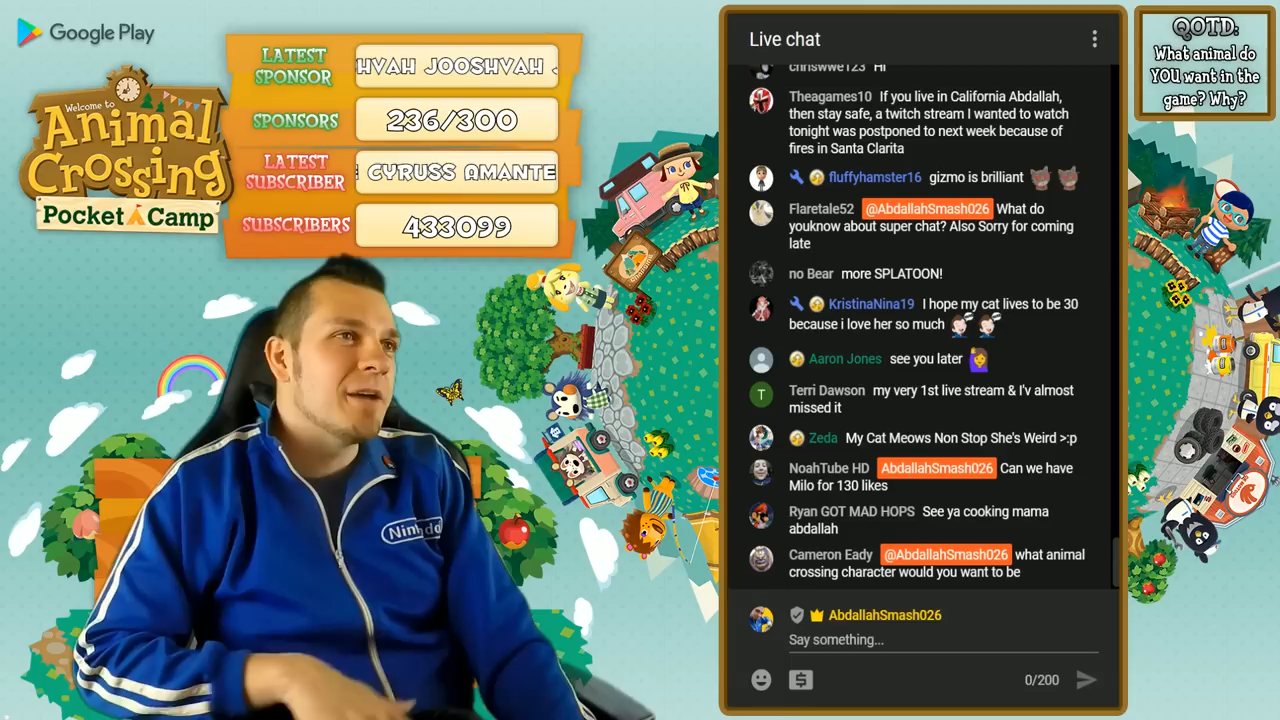 Google Play
Welcome to
Animal
Crossing
Pocket Camp
LATEST
SPONSOR
HVAH JOOSHVAH
SPONSORS
236/300
LATEST
SUBSCRIBER
CYRUSS AMANTE
SUBSCRIBERS
433099
Nintendo
Live chat
chriswwe123 Hi
Theagames10 If you live in California Abdallah,
then stay safe, a twitch stream I wanted to watch
tonight was postponed to next week because of
fires in Santa Clarita
fluffyhamster16 gizmo is brilliant
Flaretale52 @AbdallahSmash026 What do
youknow about super chat? Also Sorry for coming
late
no Bear more SPLATOON!
KristinaNina19 I hope my cat lives to be 30
because i love her so much
Aaron Jones see you later
T
Terri Dawson my very 1st live stream & I'v almost
missed it
Zeda My Cat Meows Non Stop She's Weird >:p
NoahTube HD AbdallahSmash026 Can we have
Milo for 130 likes
Ryan GOT MAD HOPS See ya cooking mama
abdallah
Cameron Eady @AbdallahSmash026 what animal
crossing character would you want to be
AbdallahSmash026
Say something...
0/200
QOTD:
What animal do
YOU want in the
game? Why?